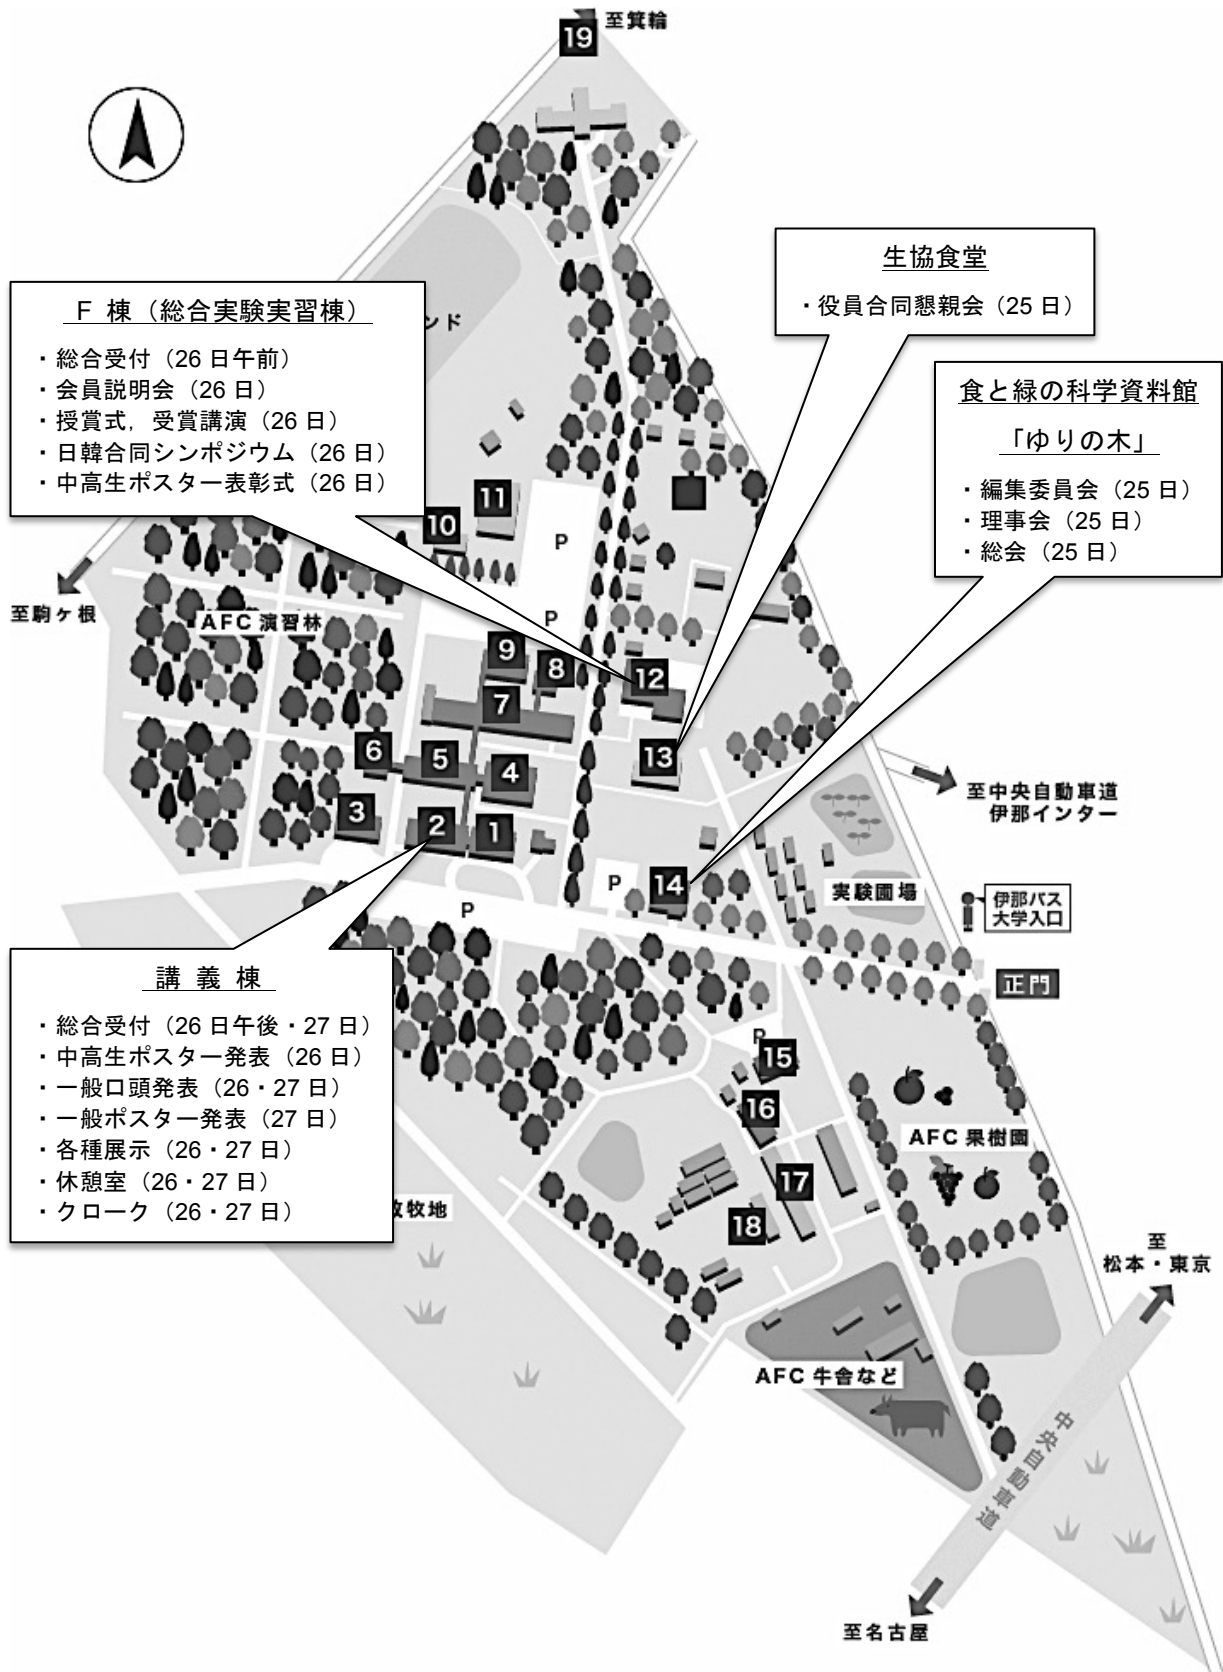 19
至箕輪
生協食堂
・役員合同懇親会（25 日）
F 棟（総合実験実習棟）
・総合受付（26 日午前）
・会員説明会（26 日）
・授賞式，受賞講演（26 日）
・日韓合同シンポジウム（26 日）
・中高生ポスター表彰式（26 日）
ンド
食と緑の科学資料館
「ゆりの木」
・編集委員会（25 日）
・理事会（25 日）
・総会（25 日）
11
10
P
至駒ヶ根
AFC 演習林
P
9
8
12
7
6
5
4
13
3
2
1
至中央自動車道
伊那インター
P
14
実験圃場
伊那バス
大学入口
P
正門
講 義 棟
・総合受付（26 日午後・27 日）
・中高生ポスター発表（26 日）
・一般口頭発表（26・27 日）
・一般ポスター発表（27 日）
・各種展示（26・27 日）
・休憩室（26・27 日）
・クローク（26・27 日）
P
15
16
AFC 果樹園
17
牧地
18
至
松本・東京
AFC 牛舎など
中央自動車道
至名古屋